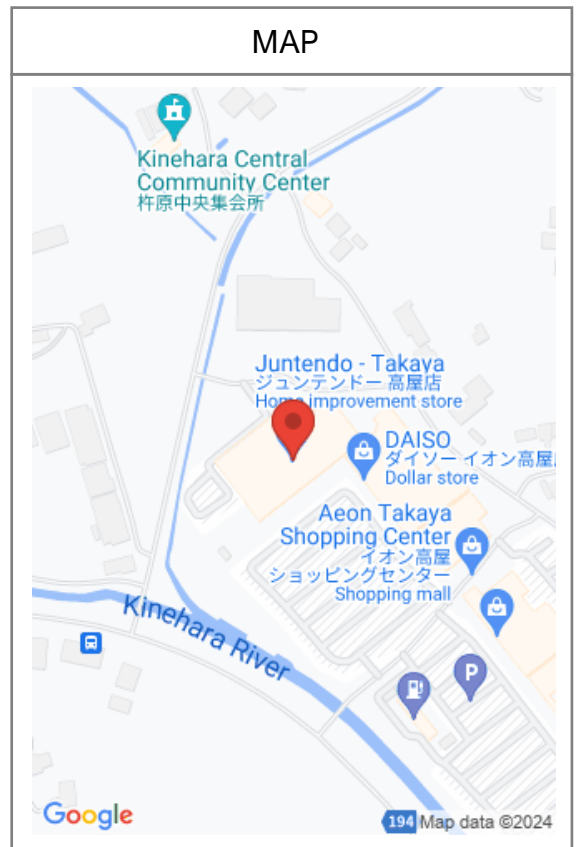 MAP
Kinehara Central
Community Center
杵原中央集会所
Juntendo - Takaya
ジュンテンドー 高屋店
Home improvement store
DAISO
ダイソー イオン高屋
Dollar store
Aeon Takaya
Shopping Center
イオン高屋
ショッピングセンター
Shopping mall
Kinehara River
P
Google
194 Map data ©2024